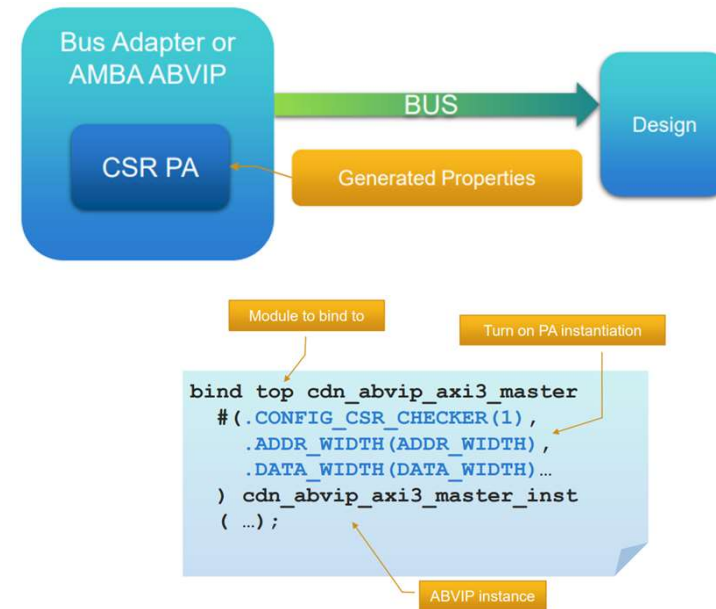 Bus Adapter or
AMBA ABVIP
CSR PA
BUS
Design
Generated Properties
Module to bind to
Turn on PA instantiation
bind top cdn_abvip_axi3_master
#(.CONFIG_CSR_CHECKER(1),
.ADDR_WIDTH(ADDR_WIDTH),
.DATA_WIDTH(DATA_WIDTH)…
) cdn_abvip_axi3_master_inst
( …);
ABVIP instance